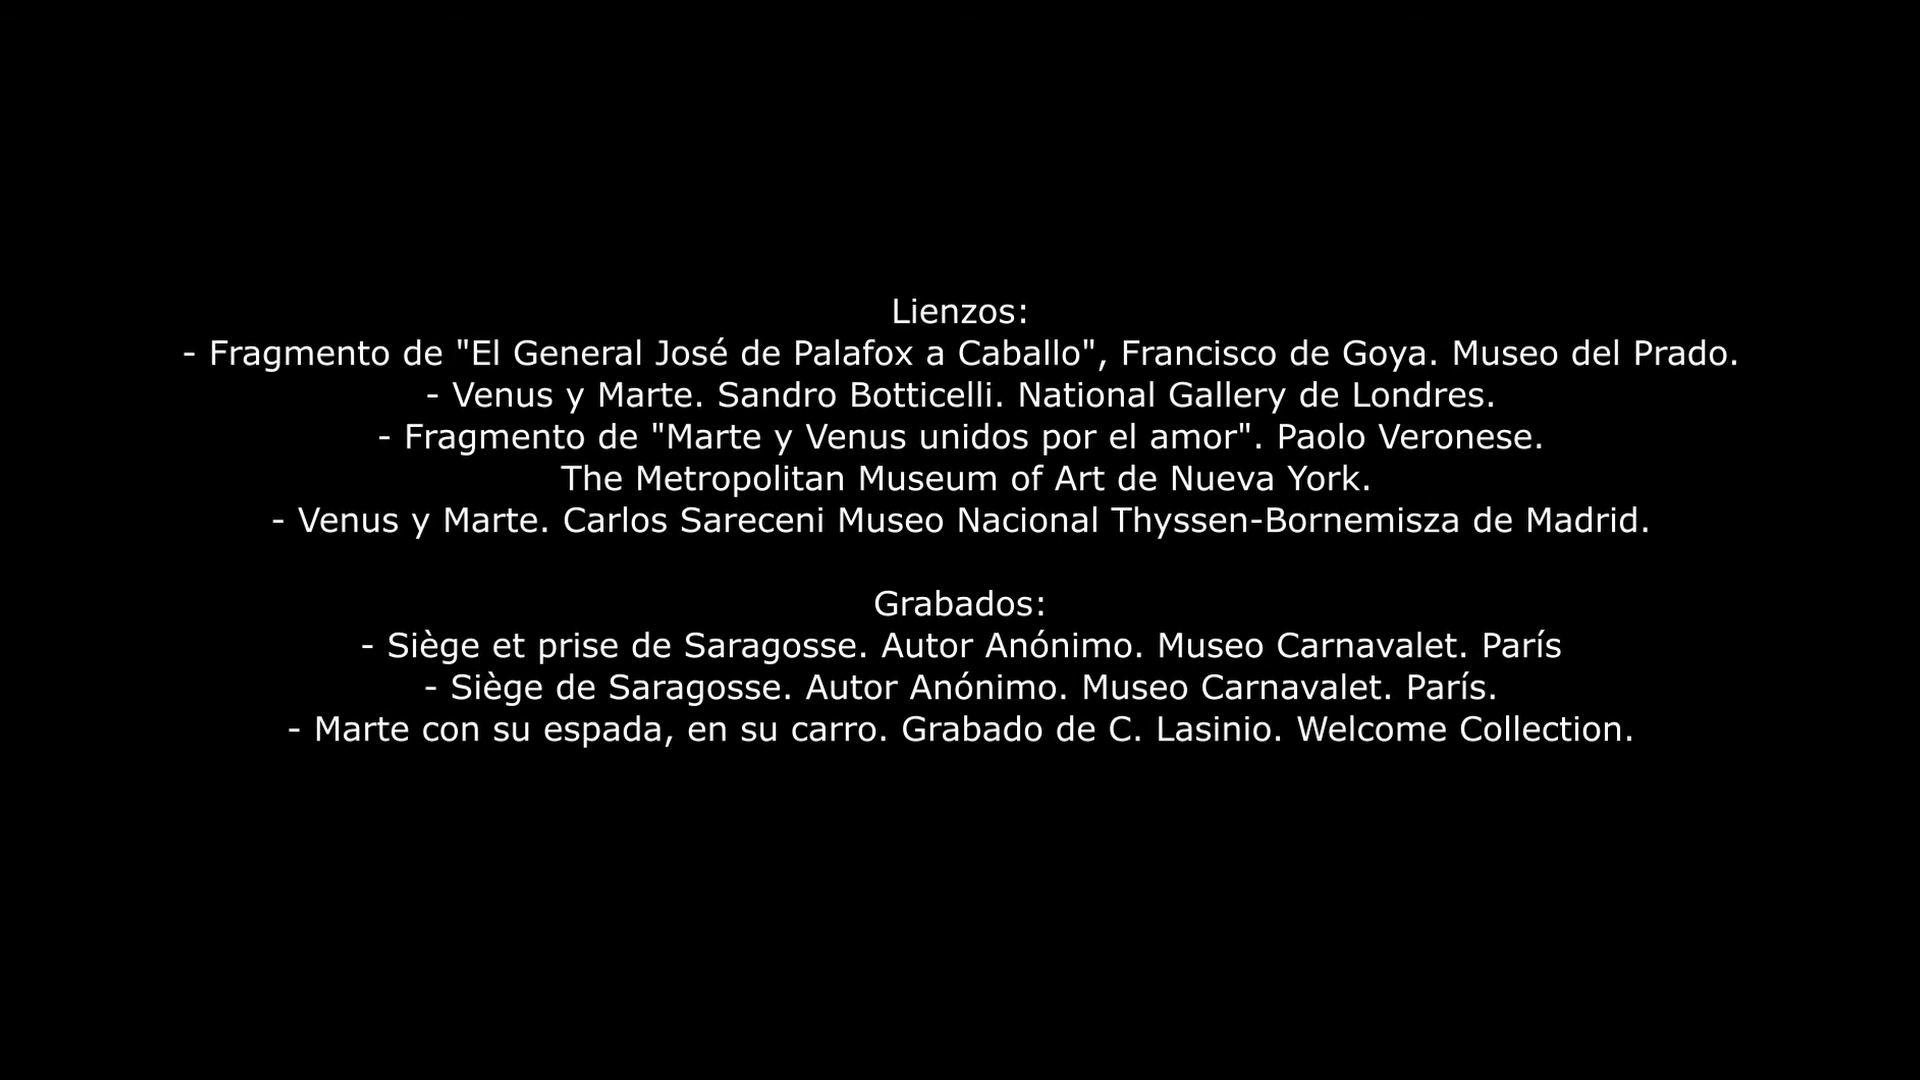 Lienzos:
- Fragmento de "El General José de Palafox a Caballo", Francisco de Goya. Museo del Prado.
- Venus y Marte. Sandro Botticelli. National Gallery de Londres.
- Fragmento de "Marte y Venus unidos por el amor". Paolo Veronese.
The Metropolitan Museum of Art de Nueva York.
- Venus y Marte. Carlos Sareceni Museo Nacional Thyssen-Bornemisza de Madrid.
Grabados:
- Siège et prise de Saragosse. Autor Anónimo. Museo Carnavalet. París
- Siège de Saragosse. Autor Anónimo. Museo Carnavalet. París.
- Marte con su espada, en su carro. Grabado de C. Lasinio. Welcome Collection.